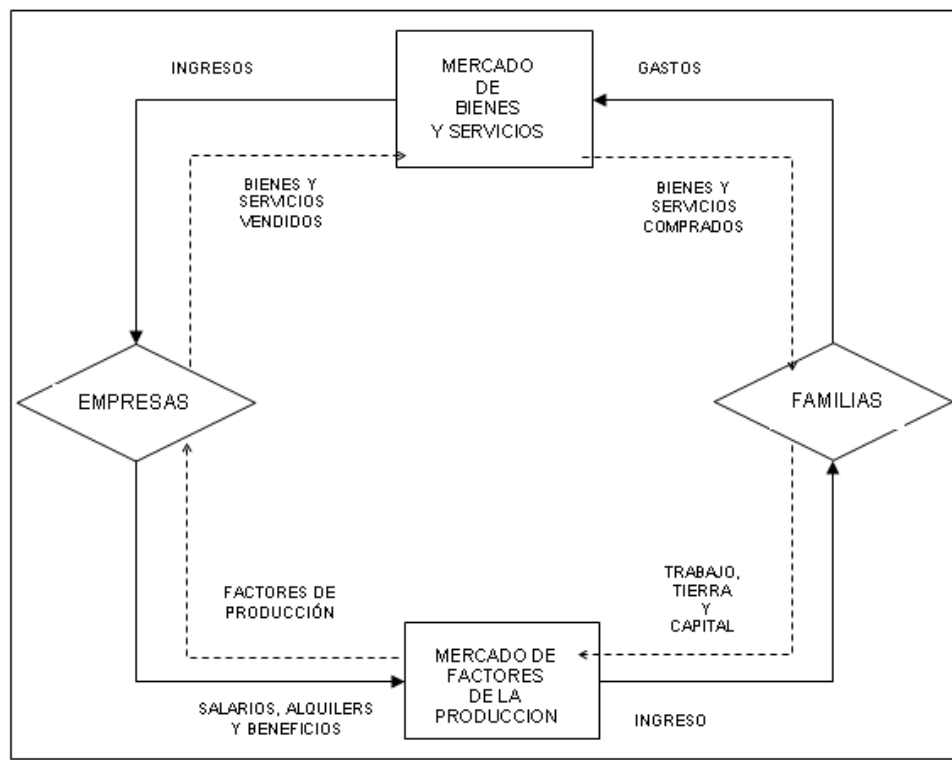 INGRESOS
MERCADO
DE
BIENES
Y SERVICIOS
GASTOS
BIENES Y
SERVICIOS
VENDIDOS
BIENES Y
SERVICIOS
COMPRADOS
EMPRESAS
FAMILIAS
FACTORES DE
PRODUCCIÓN
TRABAJO,
TIERRA
Y
CAPITAL
MERCADO DE
FACTORES
DE LA
PRODUCCION
SALARIOS, ALQUILERS
Y BENEFICIOS
INGRESO